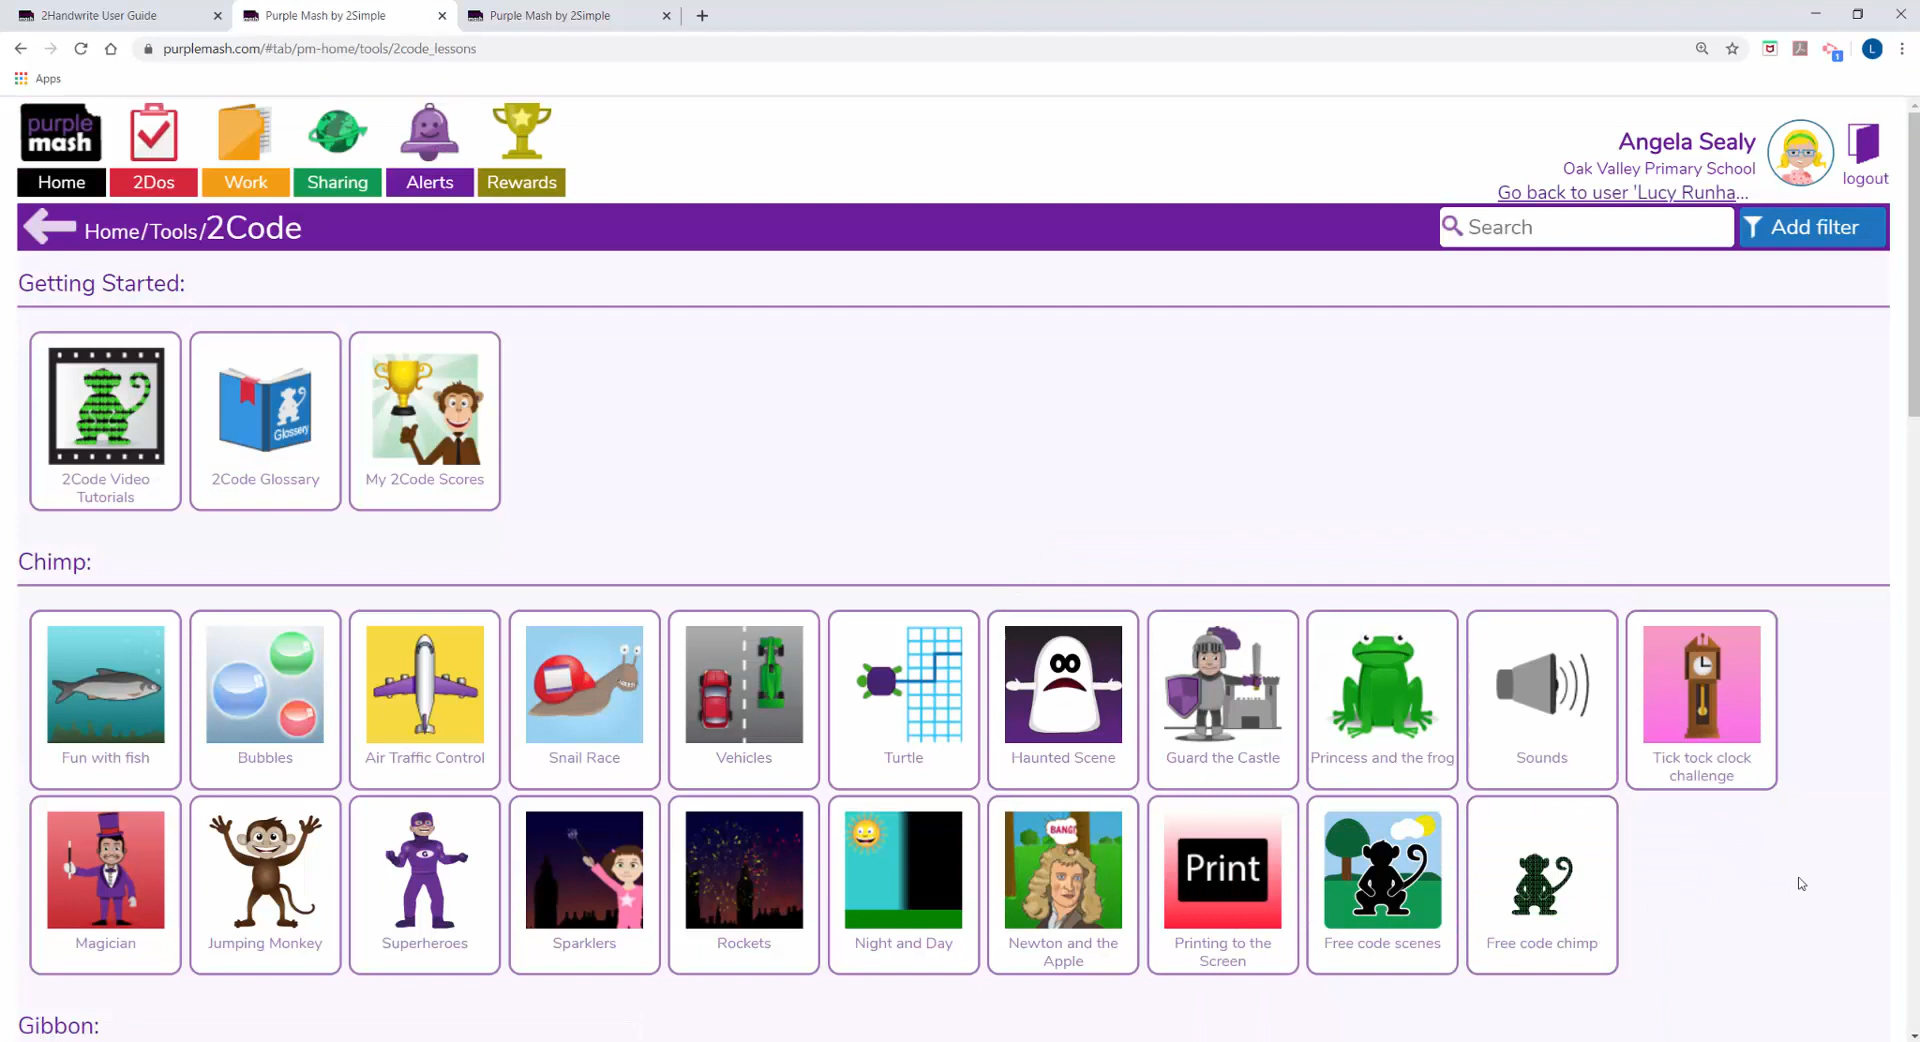 2Handwrite User Guide
Purple Mash by 2Simple
Purple Mash by 2Simple
purplemash.com/#tab/pm-home/tools/2code_lessons
L
1
Apps
purple
mash
Home
2Dos
Work
Sharing
Alerts
Rewards
Angela Sealy
Oak Valley Primary School
Go back to user 'Lucy Runha...
logout
Home/Tools/2Code
Search
Add filter
Getting Started:
Glossery
2Code Video
Tutorials
2Code Glossary
My 2Code Scores
Chimp:
Fun with fish
Bubbles
Air Traffic Control
Snail Race
Vehicles
Turtle
Haunted Scene
Guard the Castle
Princess and the frog
Sounds
Tick tock clock
challenge
BANG!
Print
Magician
Jumping Monkey
Superheroes
Sparklers
Rockets
Night and Day
Newton and the
Apple
Printing to the
Screen
Free code scenes
Free code chimp
Gibbon: